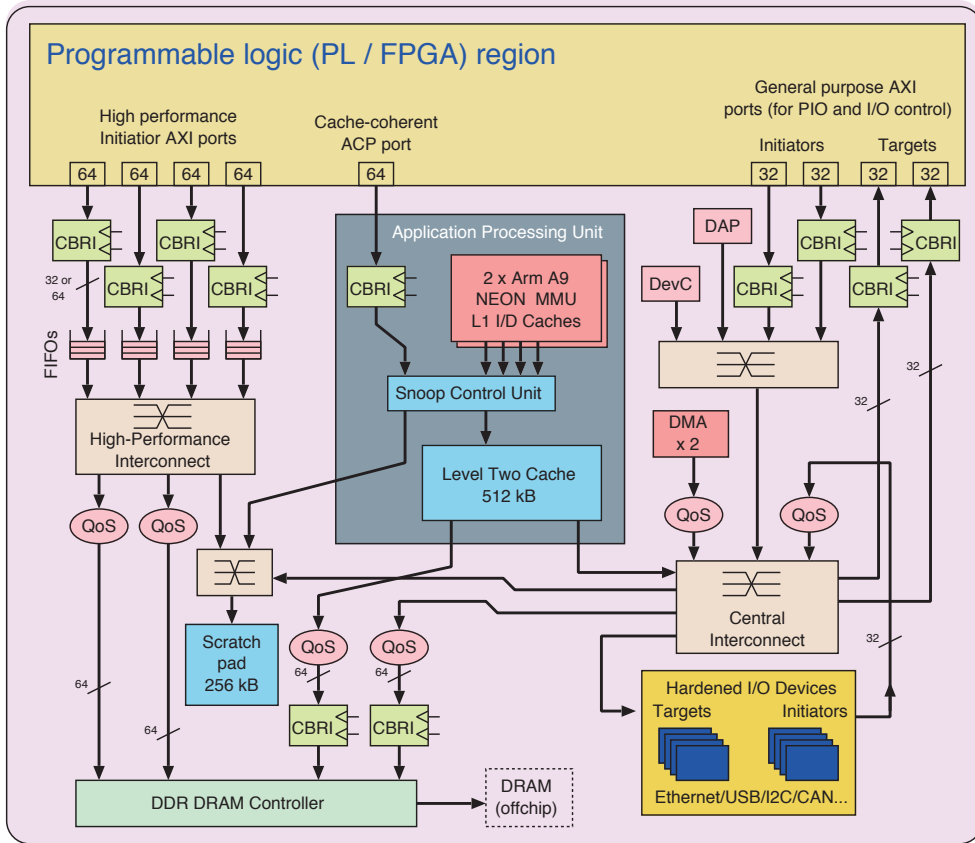 Programmable logic (PL / FPGA) region
High performance
Initiatior AXI ports
Cache-coherent
ACP port
General purpose AXI
ports (for PIO and I/O control)
Initiators
Targets
64
64
64
64
64
32
32
32
32
CBRI
CBRI
CBRI
CBRI
32 or
64
FIFOs
High-Performance
Interconnect
QoS
QoS
Application Processing Unit
CBRI
2 x Arm A9
NEON MMU
L1 I/D Caches
Snoop Control Unit
Level Two Cache
512 kB
DAP
DevC
CBRI
CBRI
CBRI
CBRI
32
32
DMA
x 2
QoS
QoS
Central
Interconnect
32
Scratch
pad
256 kB
QoS
QoS
64
64
64
64
CBRI
CBRI
DDR DRAM Controller
DRAM
(offchip)
Hardened I/O Devices
Targets
Initiators
Ethernet/USB/I2C/CAN...